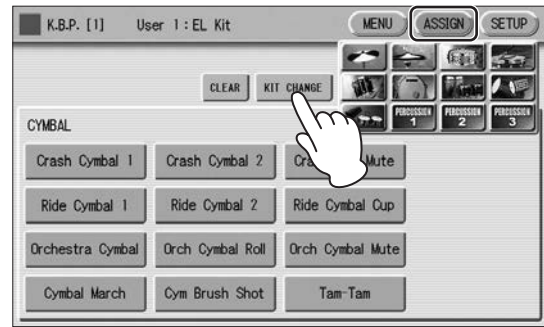 K.B.P. [1] User 1 : EL Kit MENU ASSIGN SETUP
CLEAR KIT CHANGE
PERCUSSION 1 PERCUSSION 2 PERCUSSION 3
CYMBAL
Crash Cymbal 1 Crash Cymbal 2 Mute
Ride Cymbal 1 Ride Cymbal 2 Ride Cymbal Cup
Orchestra Cymbal Orch Cymbal Roll Orch Cymbal Mute
Cymbal March Cym Brush Shot Tam-Tam